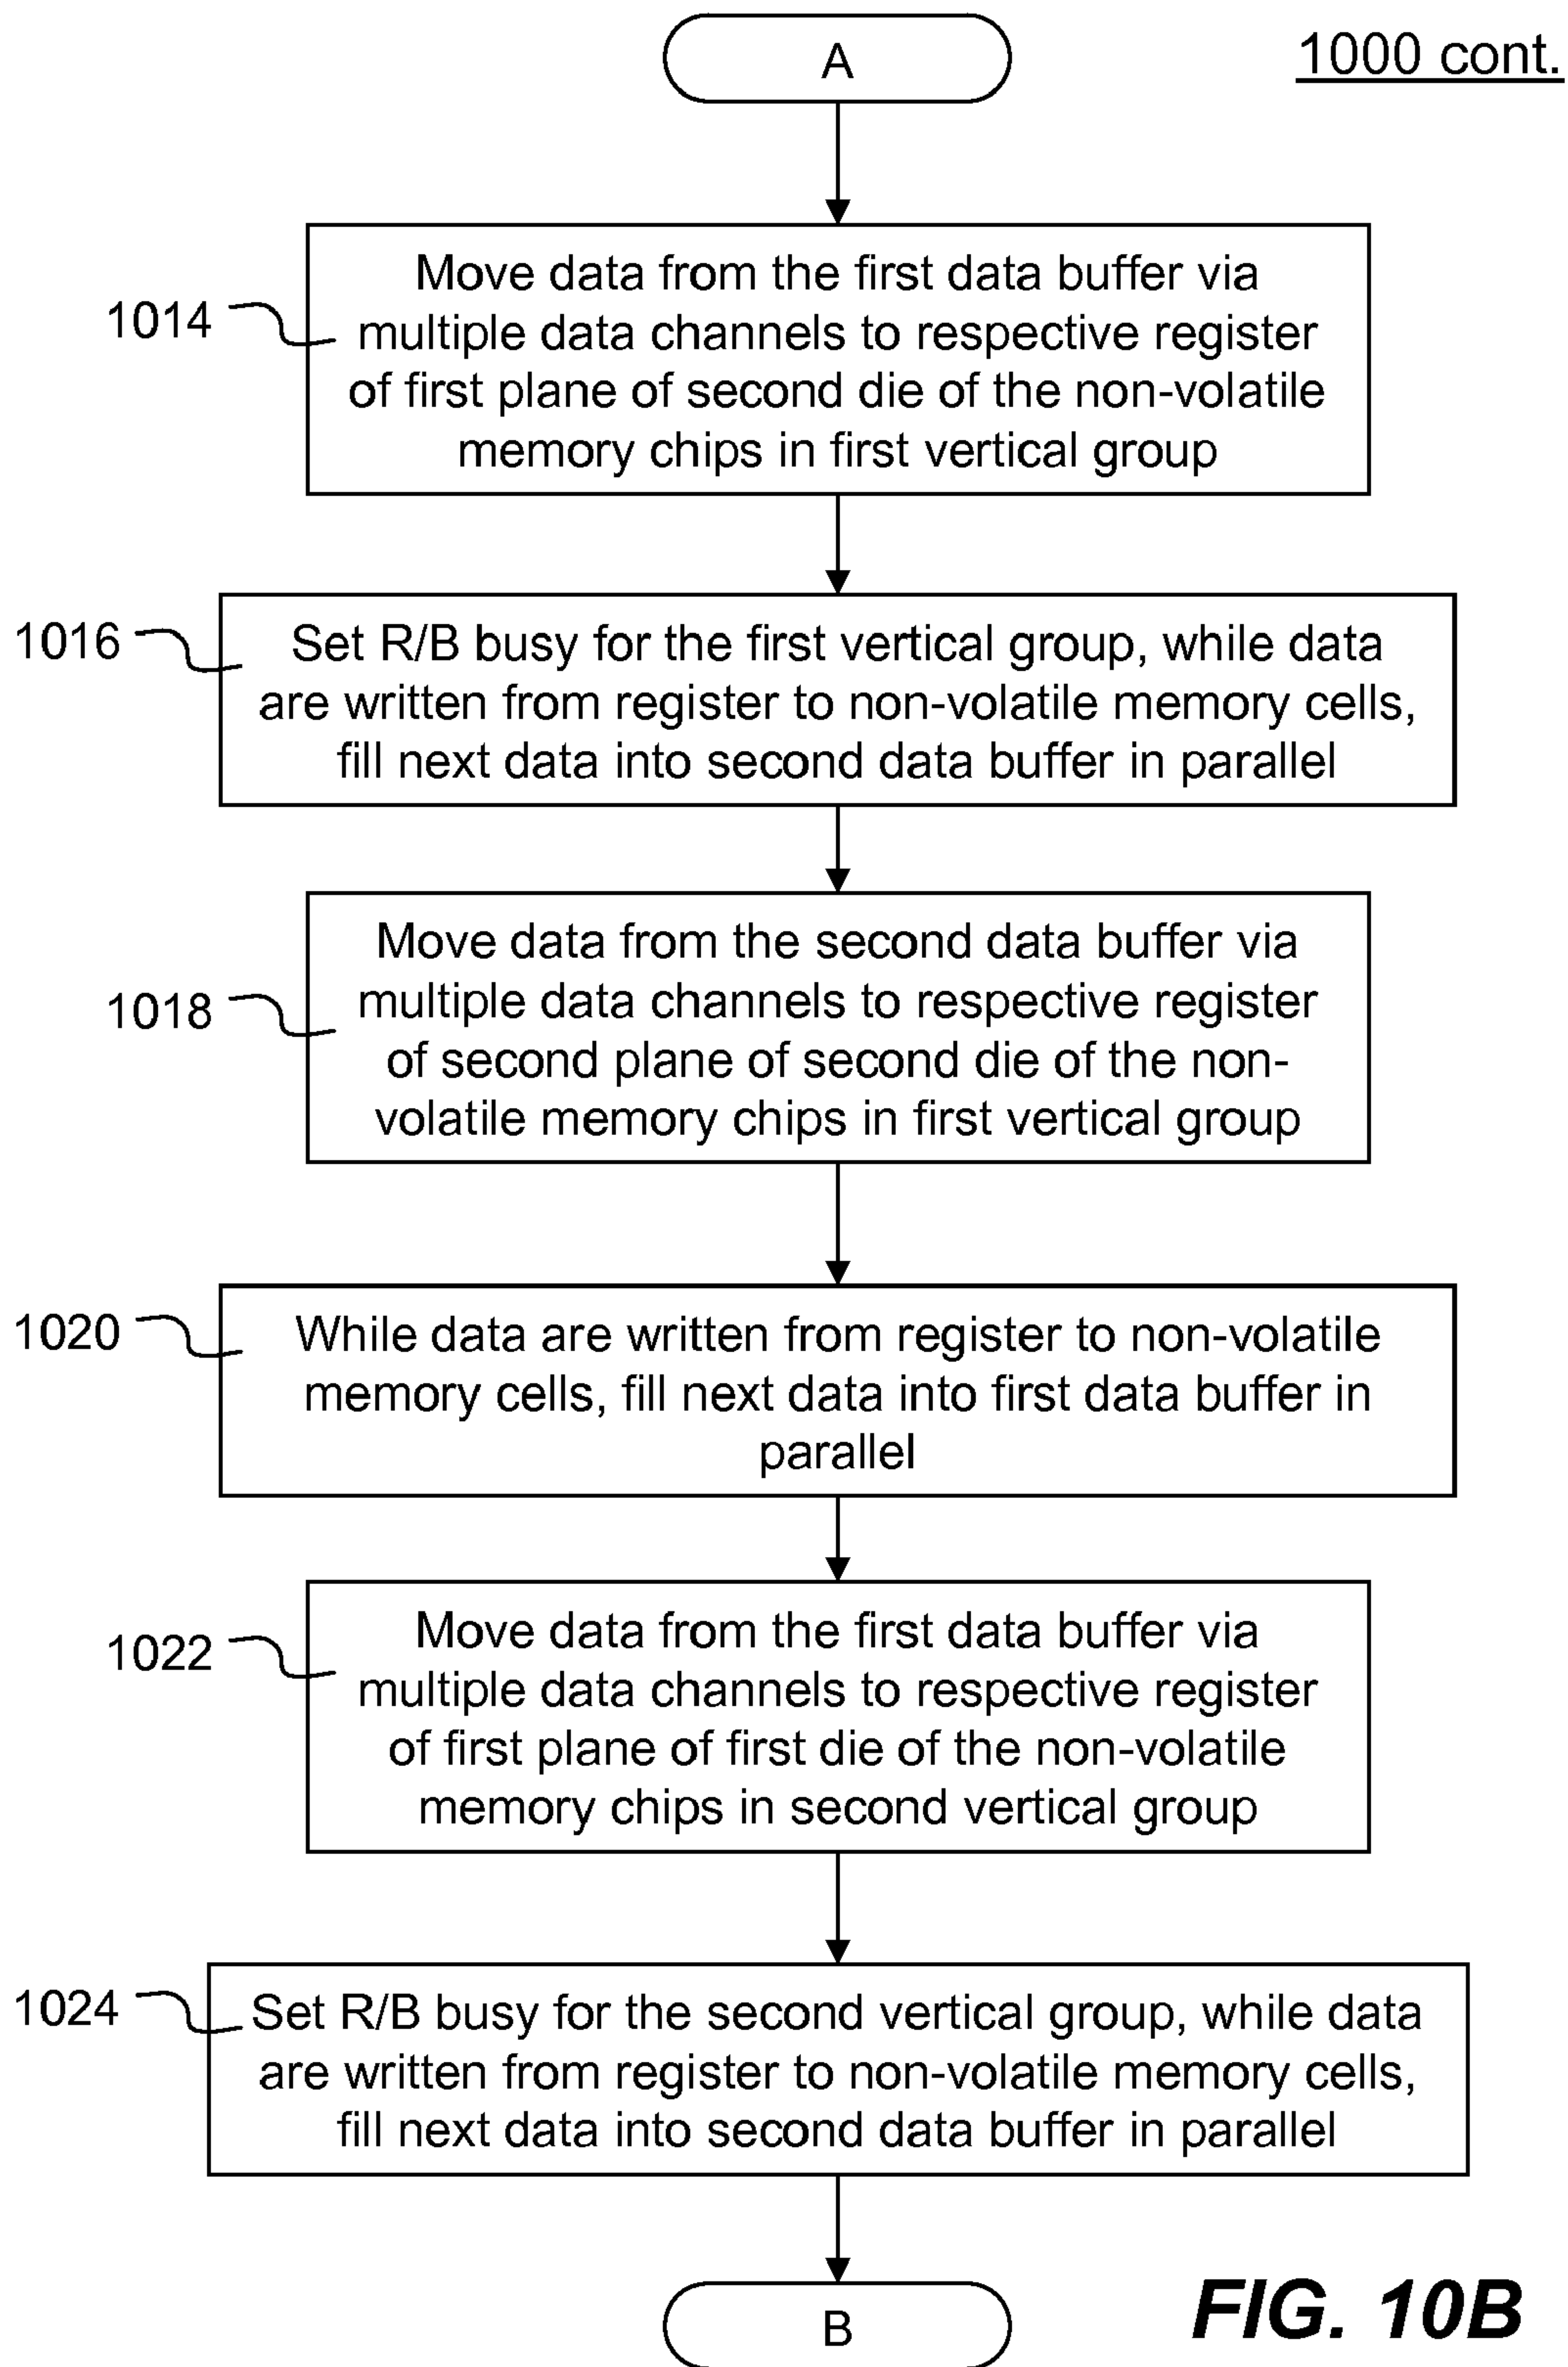 A
1000 cont.
1014
Move data from the first data buffer via
multiple data channels to respective register
of first plane of second die of the non-volatile
memory chips in first vertical group
1016
Set R/B busy for the first vertical group, while data
are written from register to non-volatile memory cells,
fill next data into second data buffer in parallel
1018
Move data from the second data buffer via
multiple data channels to respective register
of second plane of second die of the non-
volatile memory chips in first vertical group
1020
While data are written from register to non-volatile
memory cells, fill next data into first data buffer in
parallel
1022
Move data from the first data buffer via
multiple data channels to respective register
of first plane of first die of the non-volatile
memory chips in second vertical group
1024
Set R/B busy for the second vertical group, while data
are written from register to non-volatile memory cells,
fill next data into second data buffer in parallel
B
FIG. 10B